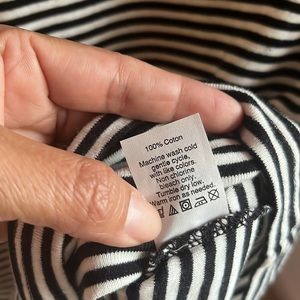 100% Coton
Machine wash cold
gentle cycle,
with like colors.
Non chlorine
bleach only.
Tumble dry low.
Warm iron as needed.